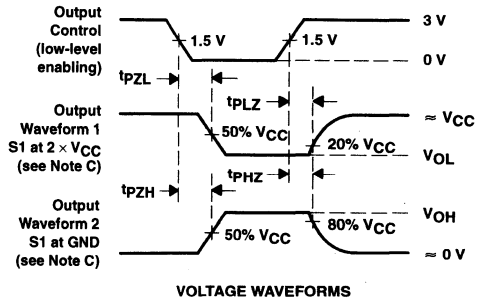 Output
Control
(low-level
enabling)
1.5 V
1.5 V
3 V
0 V
tPZL
tPLZ
Output
Waveform 1
S1 at 2 × VCC
(see Note C)
50% VCC
20% VCC
≈ VCC
VOL
tPZH
tPHZ
Output
Waveform 2
S1 at GND
(see Note C)
50% VCC
80% VCC
VOH
≈ 0 V
VOLTAGE WAVEFORMS